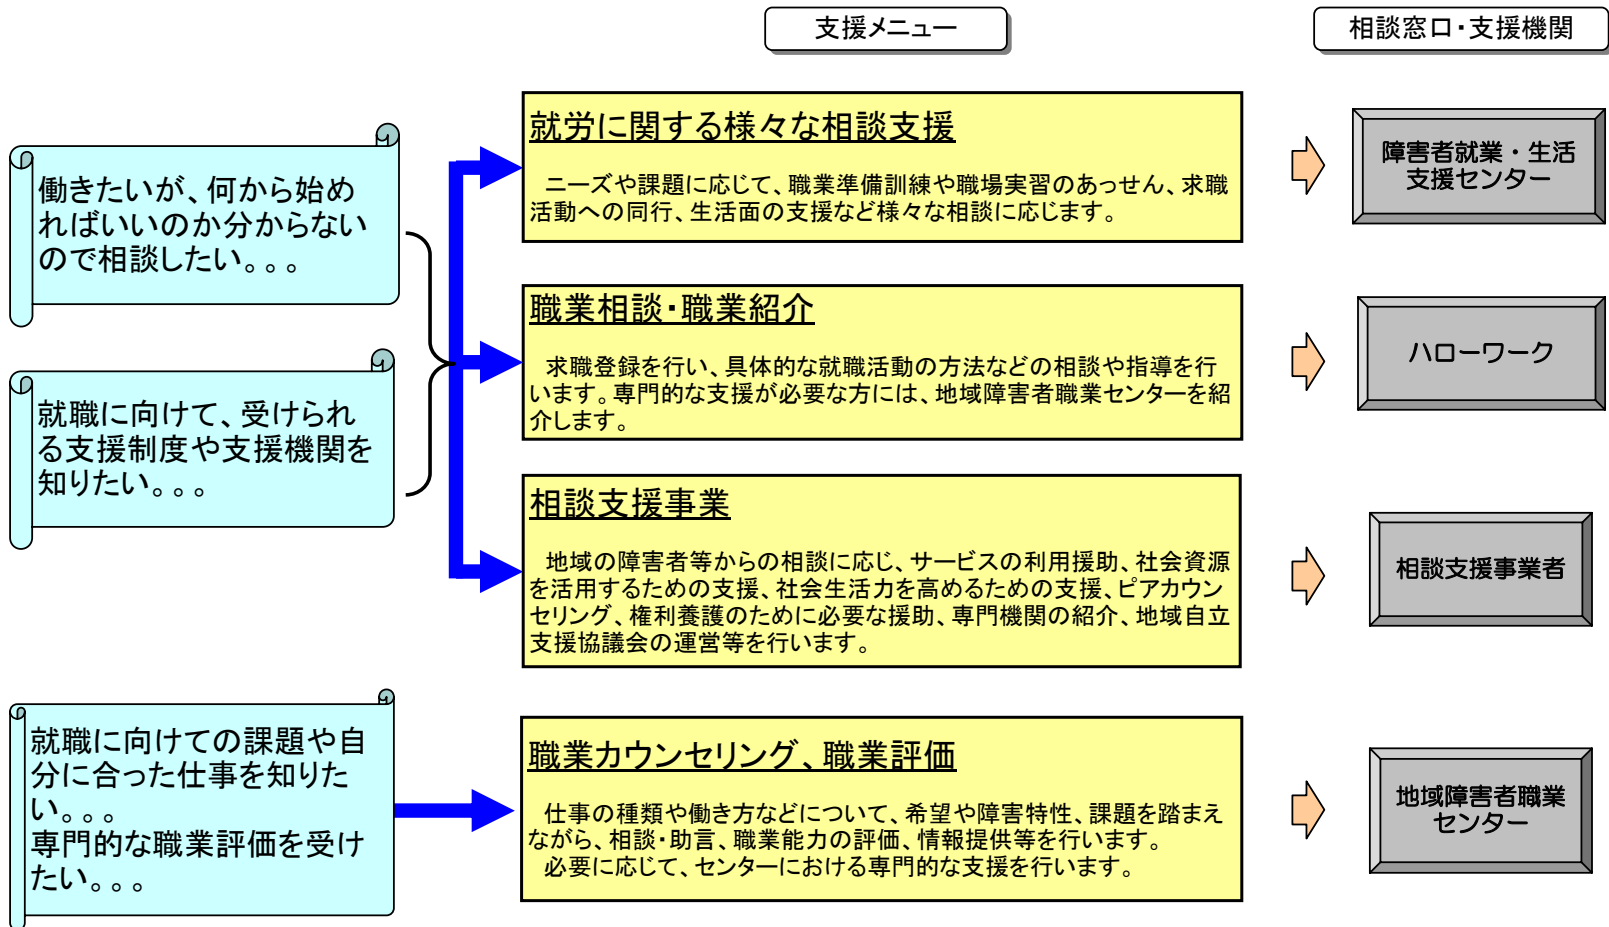 支援メニュー
相談窓口・支援機関
働きたいが、何から始め
ればいいのか分からない
ので相談したい。。。
就職に向けて、受けられ
る支援制度や支援機関を
知りたい。。。
就労に関する様々な相談支援
ニーズや課題に応じて、職業準備訓練や職場実習のあっせん、求職
活動への同行、生活面の支援など様々な相談に応じます。
障害者就業・生活
支援センター
職業相談・職業紹介
求職登録を行い、具体的な就職活動の方法などの相談や指導を行
います。専門的な支援が必要な方には、地域障害者職業センターを紹
介します。
ハローワーク
相談支援事業
地域の障害者等からの相談に応じ、サービスの利用援助、社会資源
を活用するための支援、社会生活力を高めるための支援、ピアカウン
セリング、権利養護のために必要な援助、専門機関の紹介、地域自立
支援協議会の運営等を行います。
相談支援事業者
就職に向けての課題や自
分に合った仕事を知りた
い。。。
専門的な職業評価を受け
たい。。。
職業カウンセリング、職業評価
仕事の種類や働き方などについて、希望や障害特性、課題を踏まえ
ながら、相談・助言、職業能力の評価、情報提供等を行います。
必要に応じて、センターにおける専門的な支援を行います。
地域障害者職業
センター